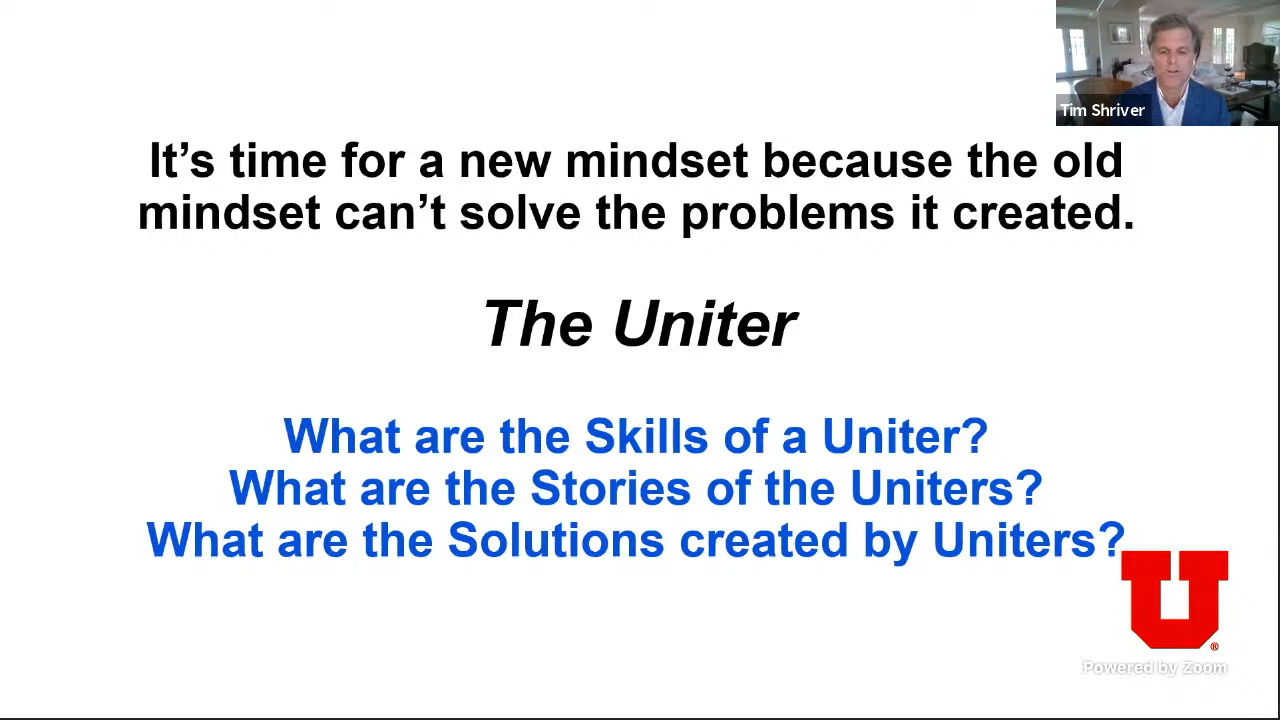 Tim Shriver
It’s time for a new mindset because the old
mindset can’t solve the problems it created.
The Uniter
What are the Skills of a Uniter?
What are the Stories of the Uniters?
What are the Solutions created by Uniters?
U®
Powered by Zoom